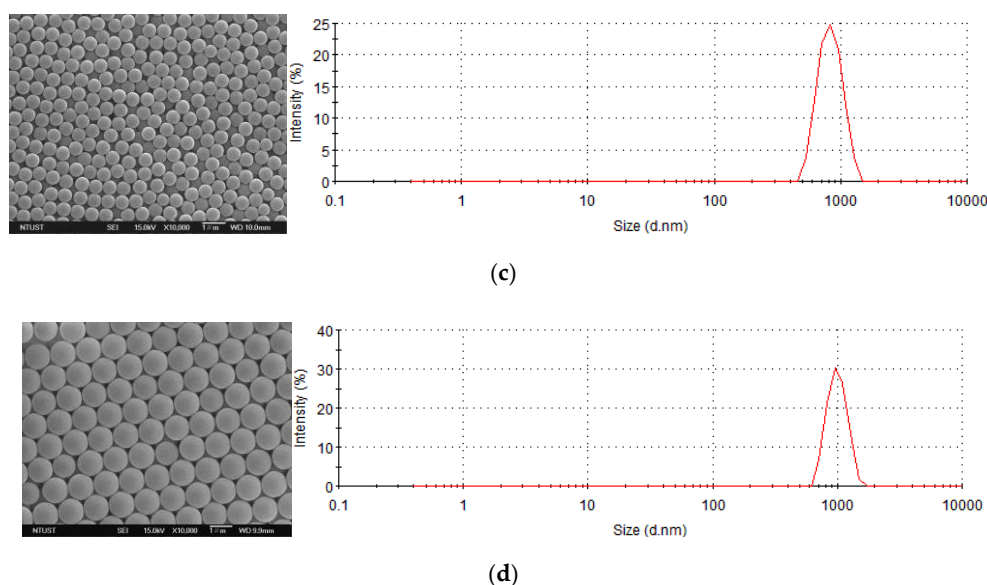 25
20
15
10
5
0
Intensity (%)
0.1 1 10 100 1000 10000
Size (d.nm)
NTUST SEI 15.0kV X10,000 1μm WD 10.0mm
(c)
40
30
20
10
0
Intensity (%)
0.1 1 10 100 1000 10000
Size (d.nm)
NTUST SEI 15.0kV X10,000 1μm WD 9.9mm
(d)